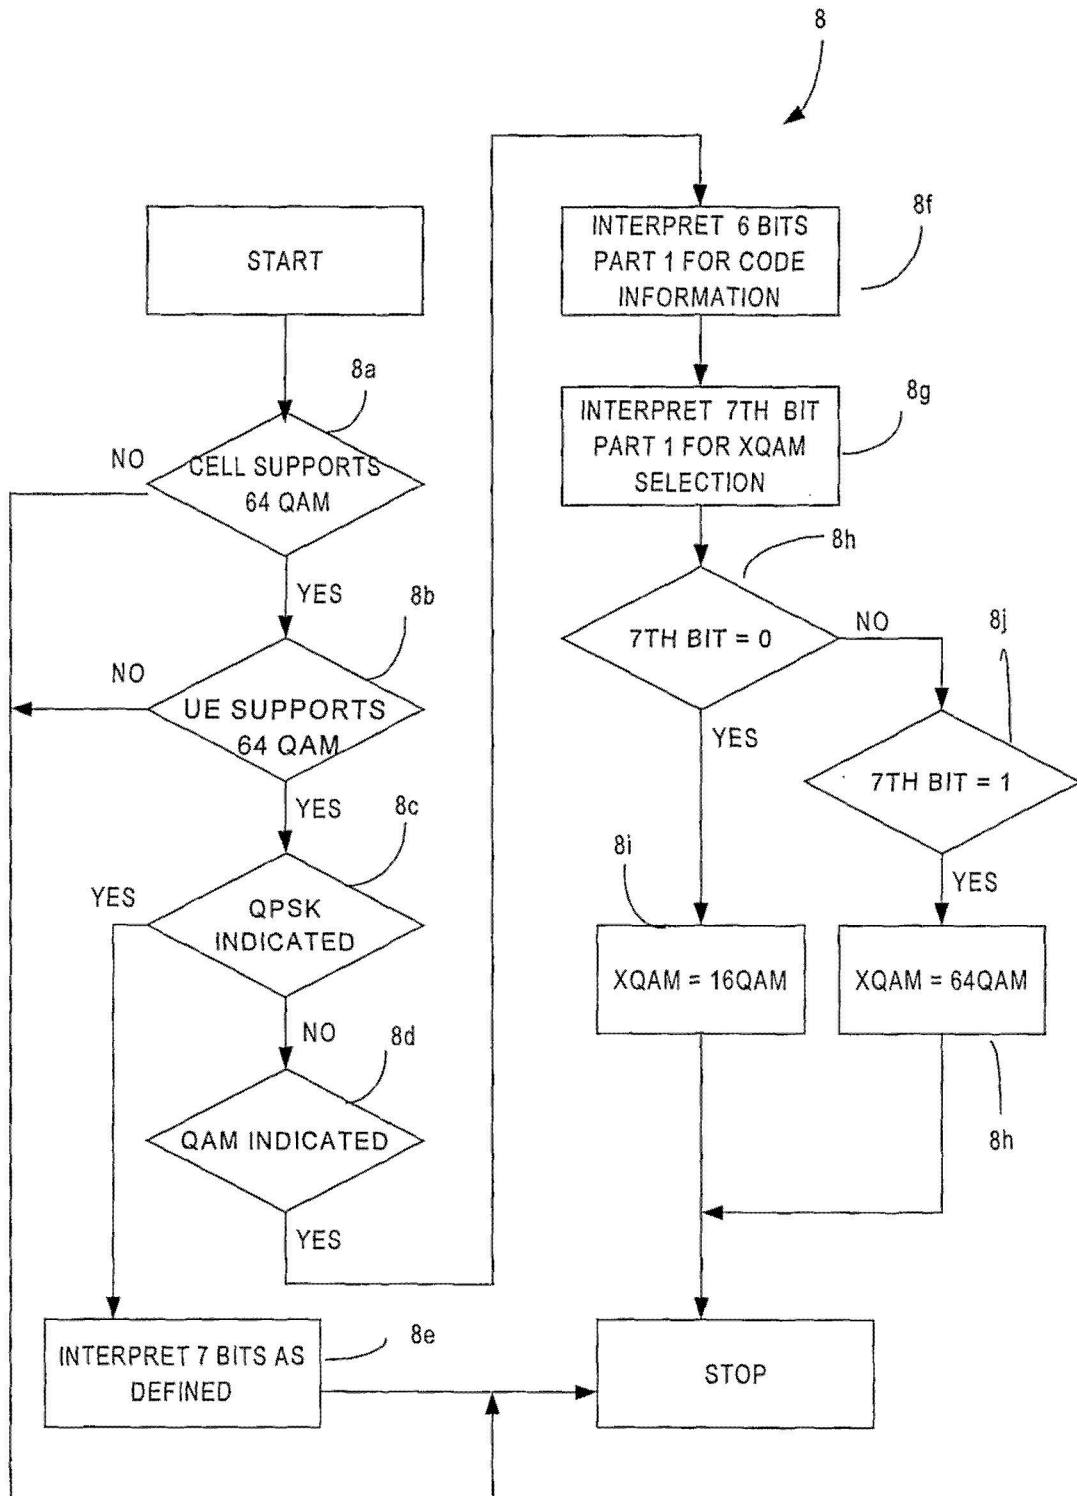 8
START
8a
NO
CELL SUPPORTS
64 QAM
YES
8b
NO
UE SUPPORTS
64 QAM
YES
8c
YES
QPSK
INDICATED
NO
8d
QAM INDICATED
YES
INTERPRET 7 BITS AS
DEFINED
8e
INTERPRET 6 BITS
PART 1 FOR CODE
INFORMATION
8f
INTERPRET 7TH BIT
PART 1 FOR XQAM
SELECTION
8g
8h
7TH BIT = 0
NO
YES
8j
7TH BIT = 1
YES
8i
XQAM = 16QAM
XQAM = 64QAM
8h
STOP